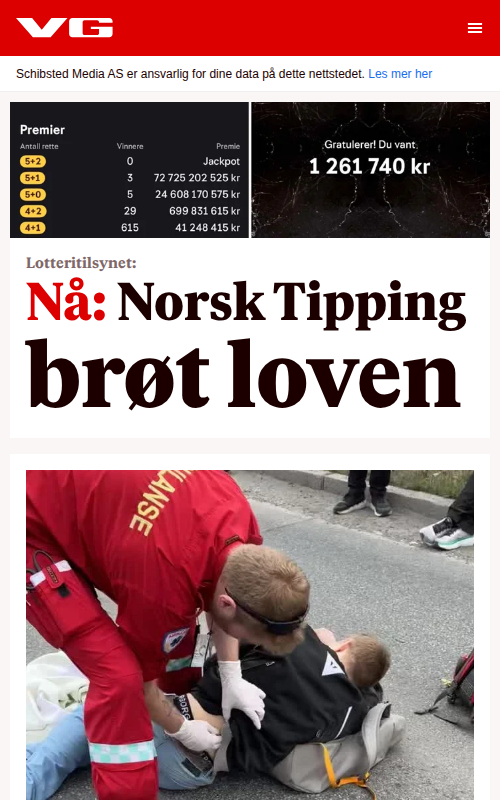 VG
Schibsted Media AS er ansvarlig for dine data på dette nettstedet. Les mer her
Premier
Antall rette Vinnere Premie
5+2 0 Jackpot
5+1 3 72 725 202 525 kr
5+0 5 24 608 170 575 kr
4+2 29 699 831 615 kr
4+1 615 41 248 415 kr
Gratulerer! Du vant
1 261 740 kr
Lotteritilsynet:
Nå: Norsk Tipping
brøt loven